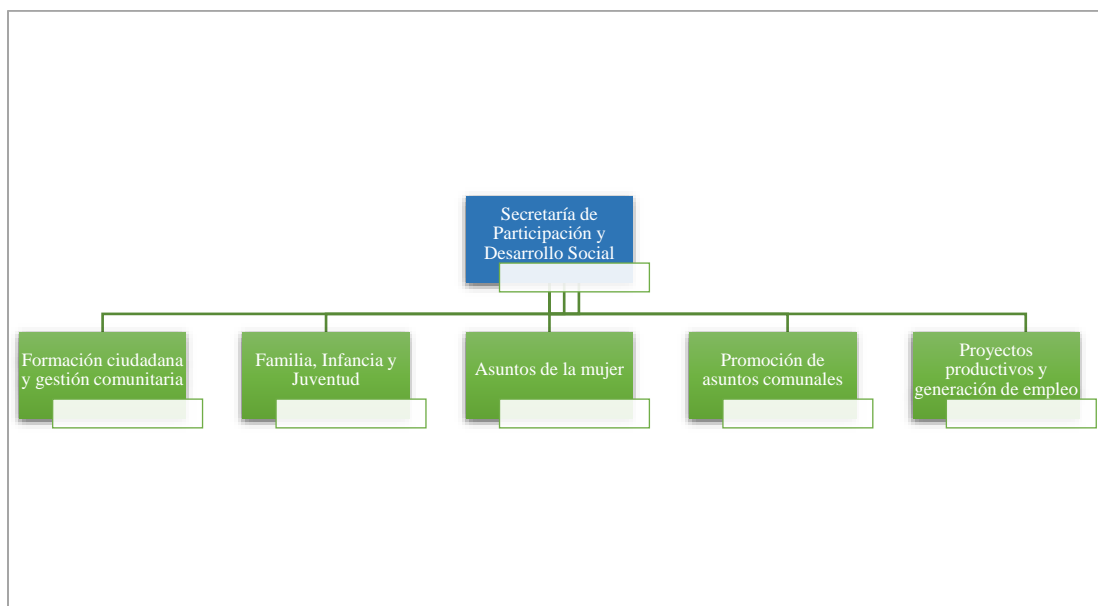 Secretaría de
Participación y
Desarrollo Social
Formación ciudadana
y gestión comunitaria
Familia, Infancia y
Juventud
Asuntos de la mujer
Promoción de
asuntos comunales
Proyectos
productivos y
generación de empleo